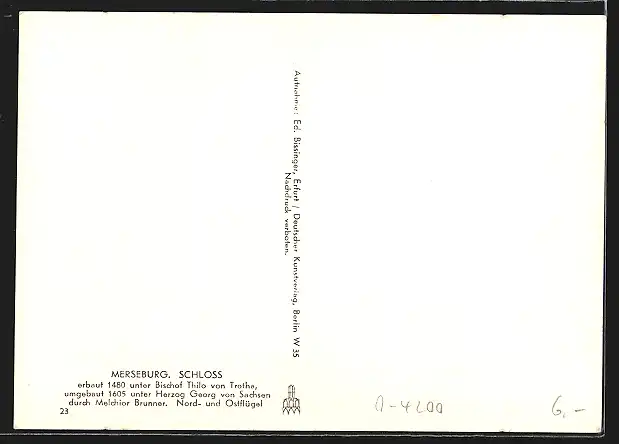 MERSEBURG. SCHLOSS
erbaut 1480 unter Bischof Thilo von Trotha,
umgebaut 1605 unter Herzog Georg von Sachsen
durch Melchior Brunner. Nord- und Ostflügel
23
Aufnahme: Ed. Bissinger, Erfurt / Deutscher Kunstverlag, Berlin W 35
Nachdruck verboten.
A-4200
6,-